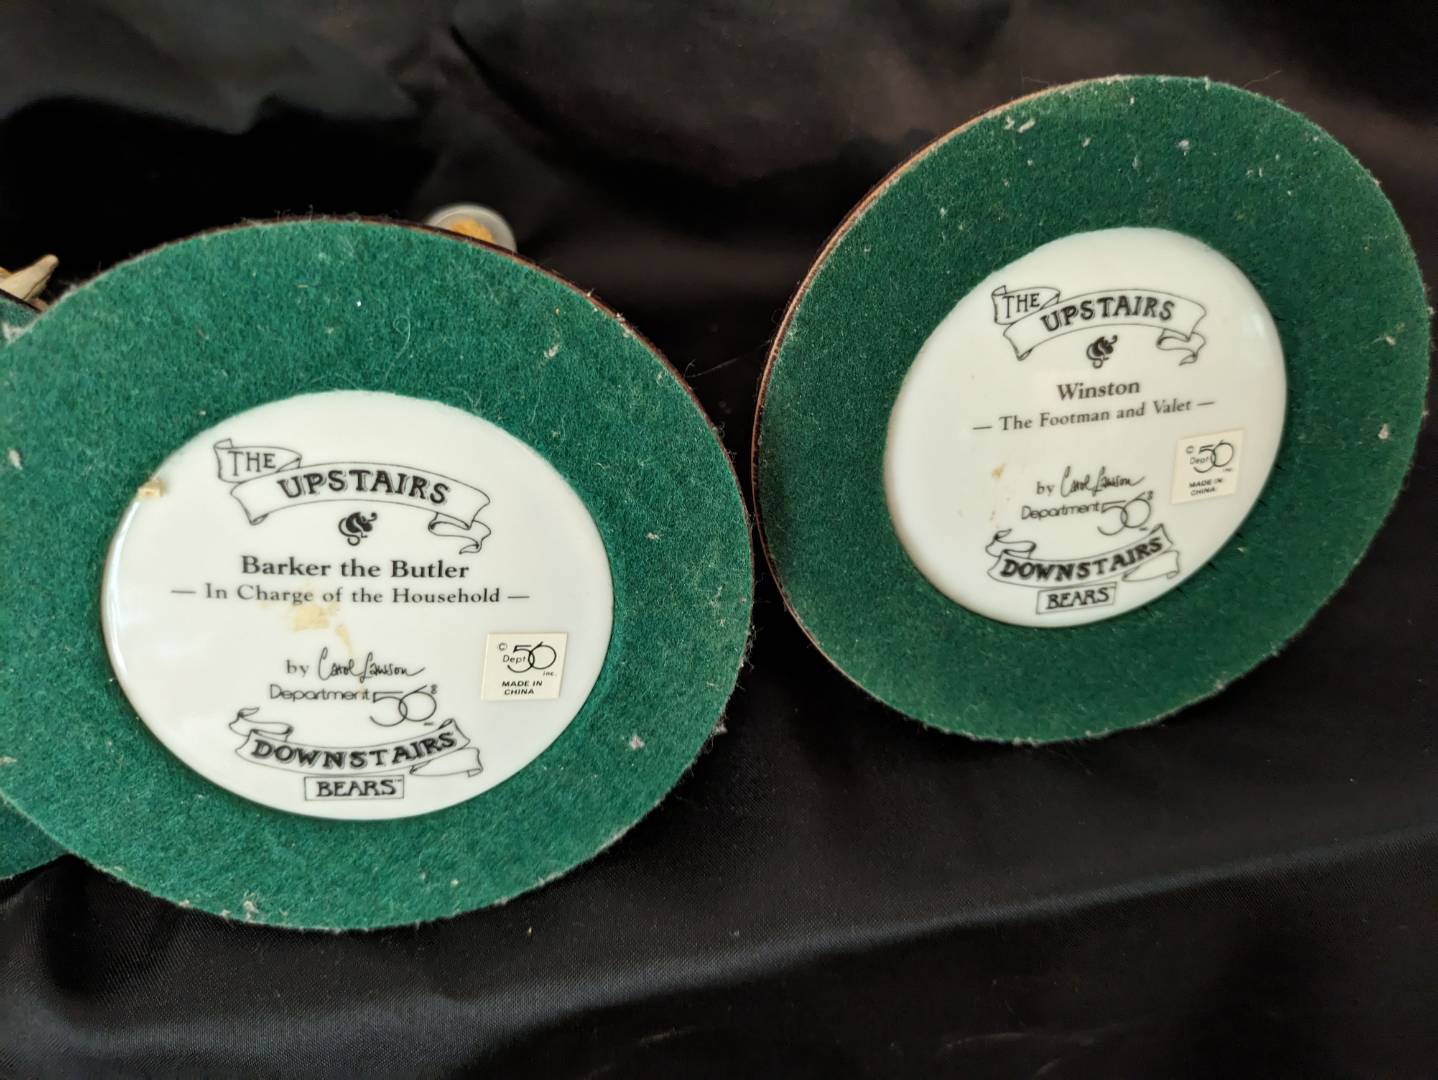 THE
UPSTAIRS
Barker the Butler
— In Charge of the Household —
by Carol Lawson
Department 56®
INC.
DOWNSTAIRS
BEARS™
©
Dept 56
INC.
MADE IN
CHINA
THE
UPSTAIRS
Winston
— The Footman and Valet —
by Carol Lawson
Department 56®
DOWNSTAIRS
BEARS
©
Dept 56
INC.
MADE IN
CHINA